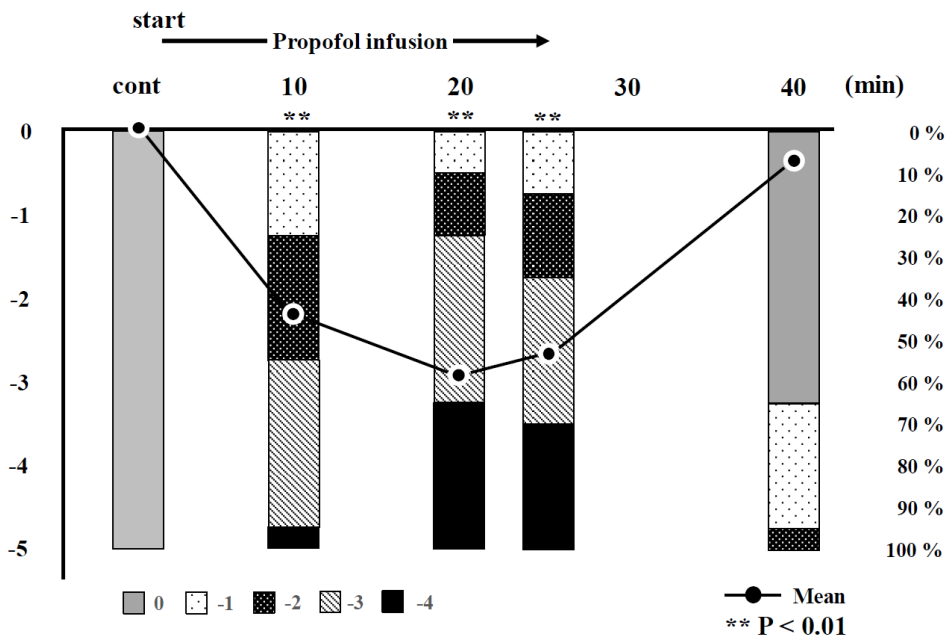 start
Propofol infusion
cont 10 20 30 40 (min)
** ** **
0 0 %
10 %
-1 20 %
30 %
-2 40 %
50 %
-3 60 %
70 %
-4 80 %
90 %
-5 100 %
0 -1 -2 -3 -4 Mean
** P < 0.01